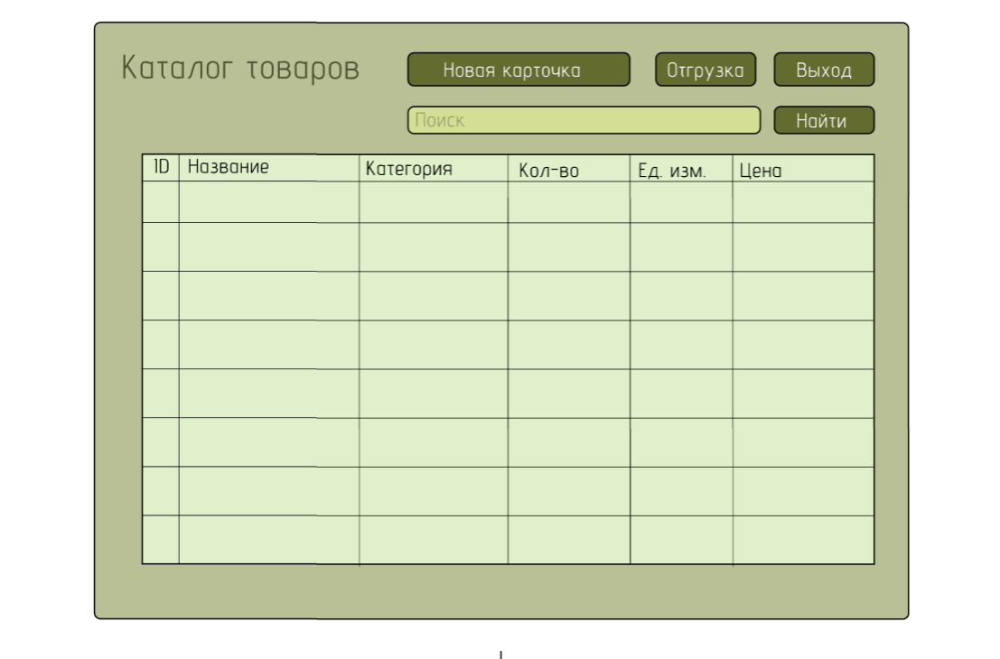 Каталог товаров
Новая карточка
Отгрузка
Выход
Поиск
Найти
ID
Название
Категория
Кол-во
Ед. изм.
Цена